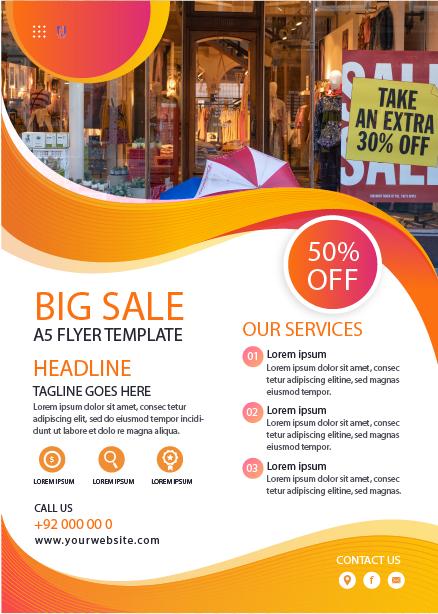 SALE
TAKE
AN EXTRA
30% OFF
SALE
50%
OFF
BIG SALE
A5 FLYER TEMPLATE
HEADLINE
TAGLINE GOES HERE
Lorem ipsum dolor sit amet, consec tetur
adipiscing elit, sed do eiusmod tempor incidi-
dunt ut labore et dolo re magna aliqua.
LOREM IPSUM
LOREM IPSUM
LOREM IPSUM
CALL US
+92 000 00 0
www.yourwebsite.com
OUR SERVICES
01 Lorem ipsum
Lorem ipsum dolor sit amet, consec
tetur adipiscing elitine, sed magnas
eiusmod tempor.
02 Lorem ipsum
Lorem ipsum dolor sit amet, consec
tetur adipiscing elitine, sed magnas
eiusmod tempor.
03 Lorem ipsum
Lorem ipsum dolor sit amet, consec
tetur adipiscing elitine, sed magnas.
CONTACT US